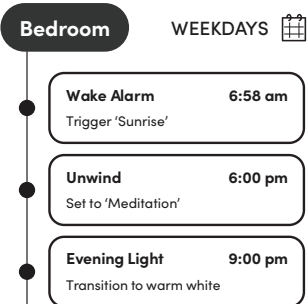 Bedroom WEEKDAYS
Wake Alarm 6:58 am
Trigger ‘Sunrise’
Unwind 6:00 pm
Set to ‘Meditation’
Evening Light 9:00 pm
Transition to warm white